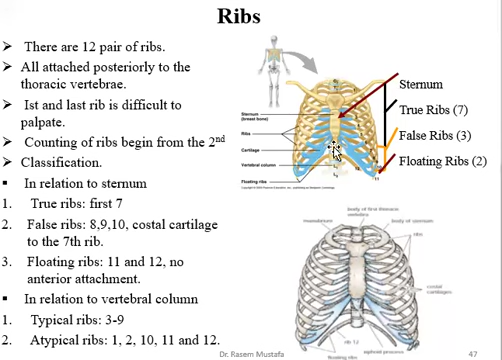 Ribs
➢ There are 12 pair of ribs.
➢ All attached posteriorly to the
thoracic vertebrae.
➢ Ist and last rib is difficult to
palpate.
➢ Counting of ribs begin from the 2nd
➢ Classification.
▪ In relation to sternum
1. True ribs: first 7
2. False ribs: 8,9,10, costal cartilage
to the 7th rib.
3. Floating ribs: 11 and 12, no
anterior attachment.
▪ In relation to vertebral column
1. Typical ribs: 3-9
2. Atypical ribs: 1, 2, 10, 11 and 12.
Sternum
True Ribs (7)
False Ribs (3)
Floating Ribs (2)
Sternum
(breast bone)
Ribs
Cartilage
Vertebral column
Floating ribs
body of first thoracic
vertebra
manubrium
body of sternum
ribs
costal
cartilages
rib 12
floating ribs
xiphoid process
Dr. Rasem Mustafa
47